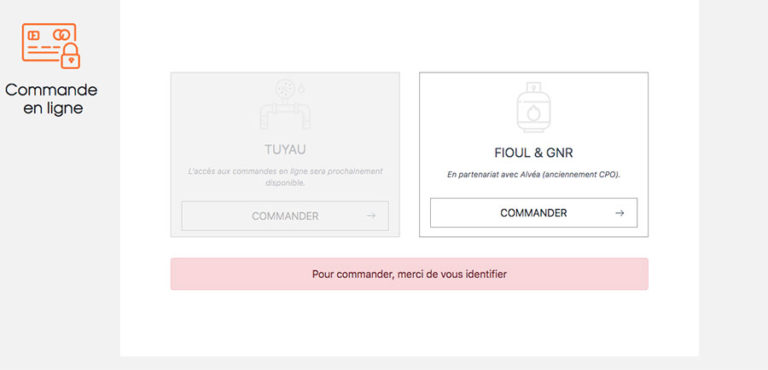 Commande
en ligne
TUYAU
L'accès aux commandes en ligne sera prochainement
disponible.
COMMANDER
FIOUL & GNR
En partenariat avec Alvéa (anciennement CPO).
COMMANDER
Pour commander, merci de vous identifier